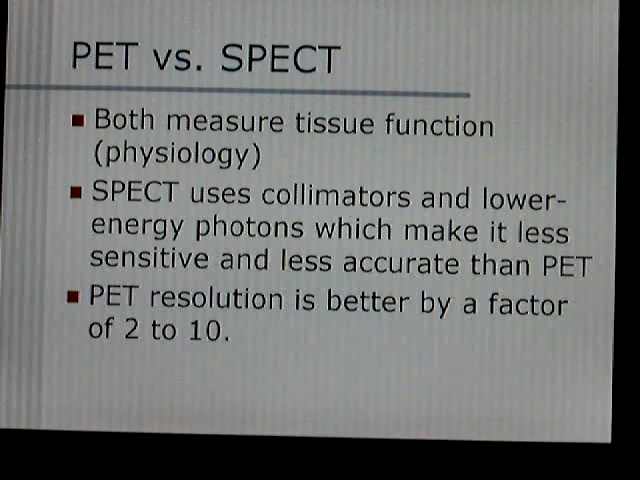 PET vs. SPECT
Both measure tissue function
(physiology)
SPECT uses collimators and lower-
energy photons which make it less
sensitive and less accurate than PET
PET resolution is better by a factor
of 2 to 10.